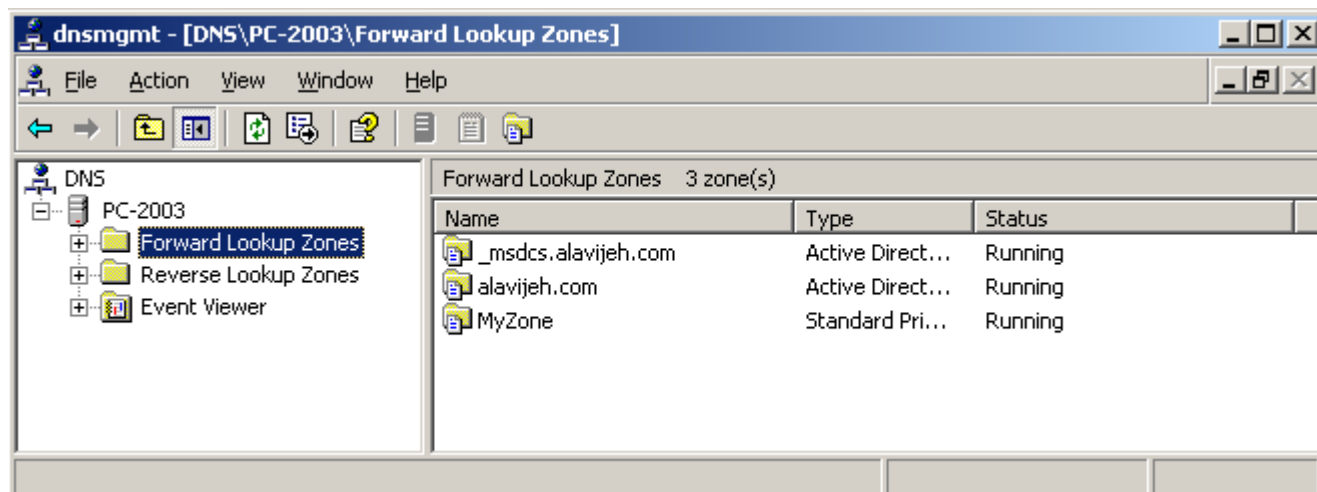 dnsmgmt - [DNS\PC-2003\Forward Lookup Zones]
File Action View Window Help
DNS
PC-2003
Forward Lookup Zones
Reverse Lookup Zones
Event Viewer
Forward Lookup Zones 3 zone(s)
Name Type Status
_msdcs.alavijeh.com Active Direct... Running
alavijeh.com Active Direct... Running
MyZone Standard Pri... Running